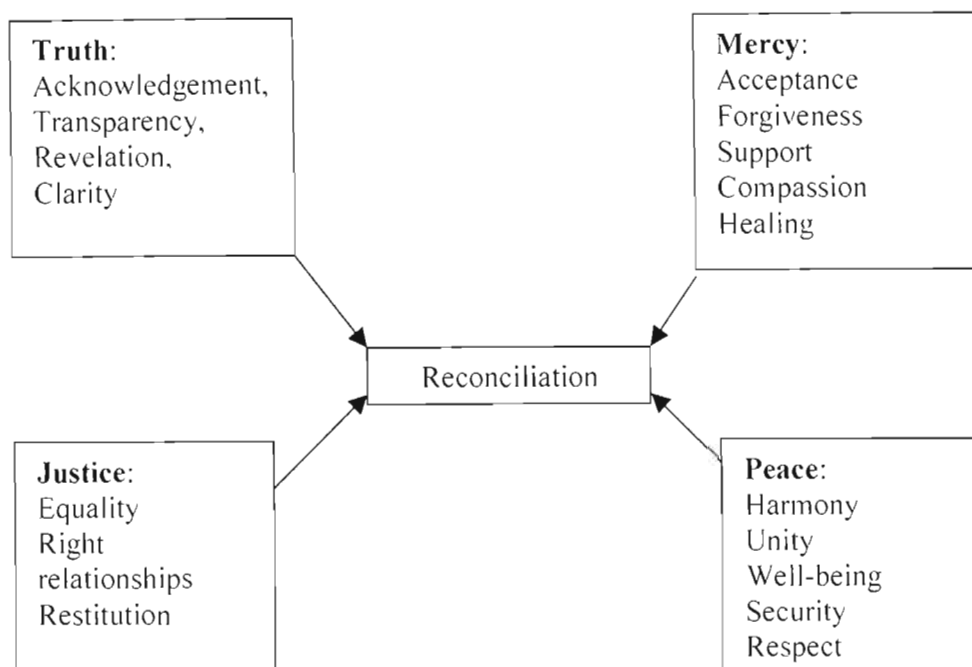 Truth:
Acknowledgement,
Transparency,
Revelation,
Clarity
Mercy:
Acceptance
Forgiveness
Support
Compassion
Healing
Reconciliation
Justice:
Equality
Right
relationships
Restitution
Peace:
Harmony
Unity
Well-being
Security
Respect